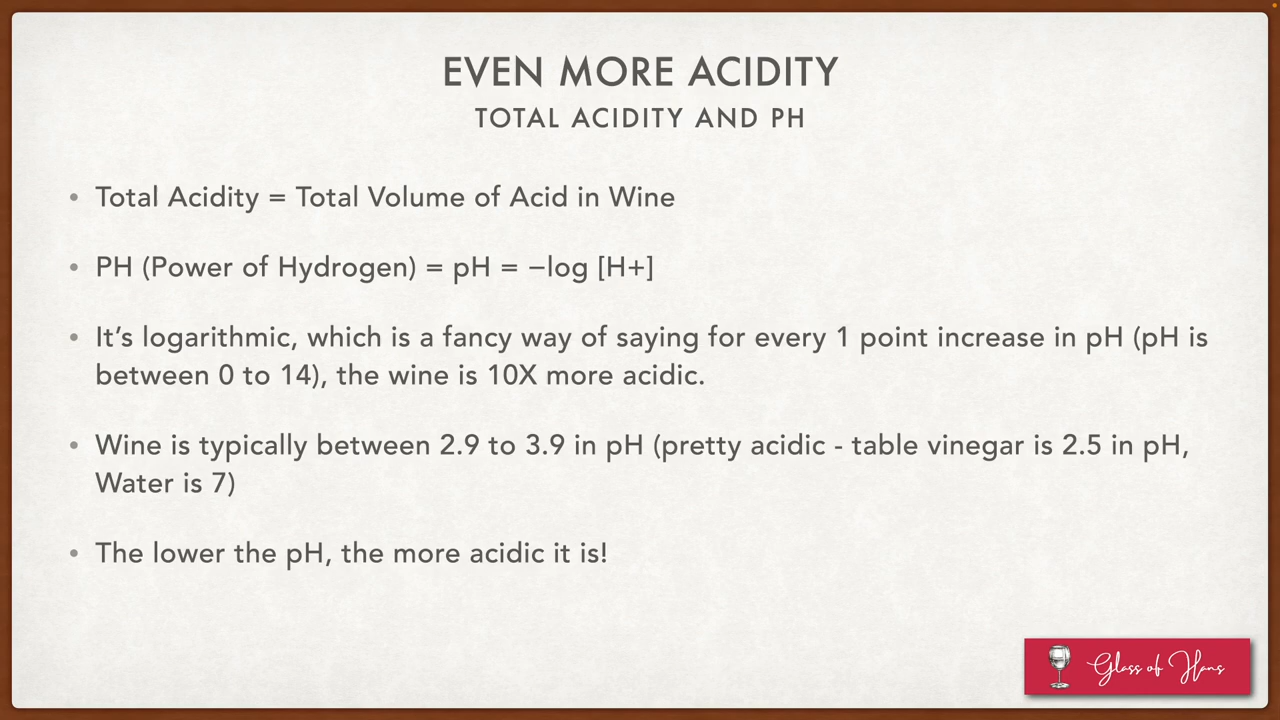 EVEN MORE ACIDITY
TOTAL ACIDITY AND PH
• Total Acidity = Total Volume of Acid in Wine
• PH (Power of Hydrogen) = pH = −log [H+]
• It’s logarithmic, which is a fancy way of saying for every 1 point increase in pH (pH is
between 0 to 14), the wine is 10X more acidic.
• Wine is typically between 2.9 to 3.9 in pH (pretty acidic - table vinegar is 2.5 in pH,
Water is 7)
• The lower the pH, the more acidic it is!
Glass of Hans